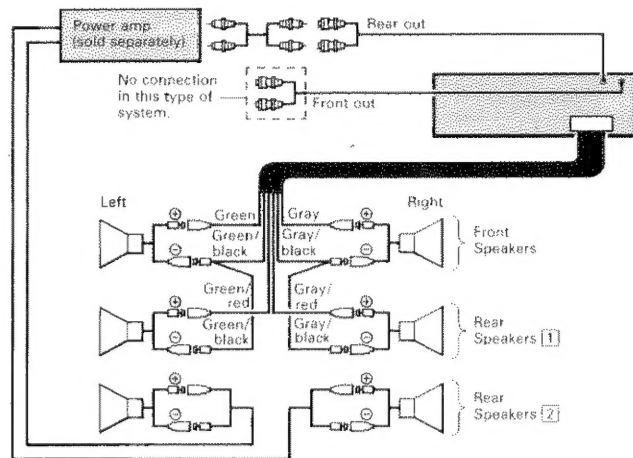 Power amp
(sold separately)
Rear out
No connection
in this type of
system.
Front out
Left
Right
Green
Gray
Green/
black
Gray/
black
Front
Speakers
⊕
⊖
⊕
⊖
Green/
red
Gray/
red
Green/
black
Gray/
black
Rear
Speakers 1
⊕
⊖
⊕
⊖
Rear
Speakers 2
⊕
⊖
⊕
⊖